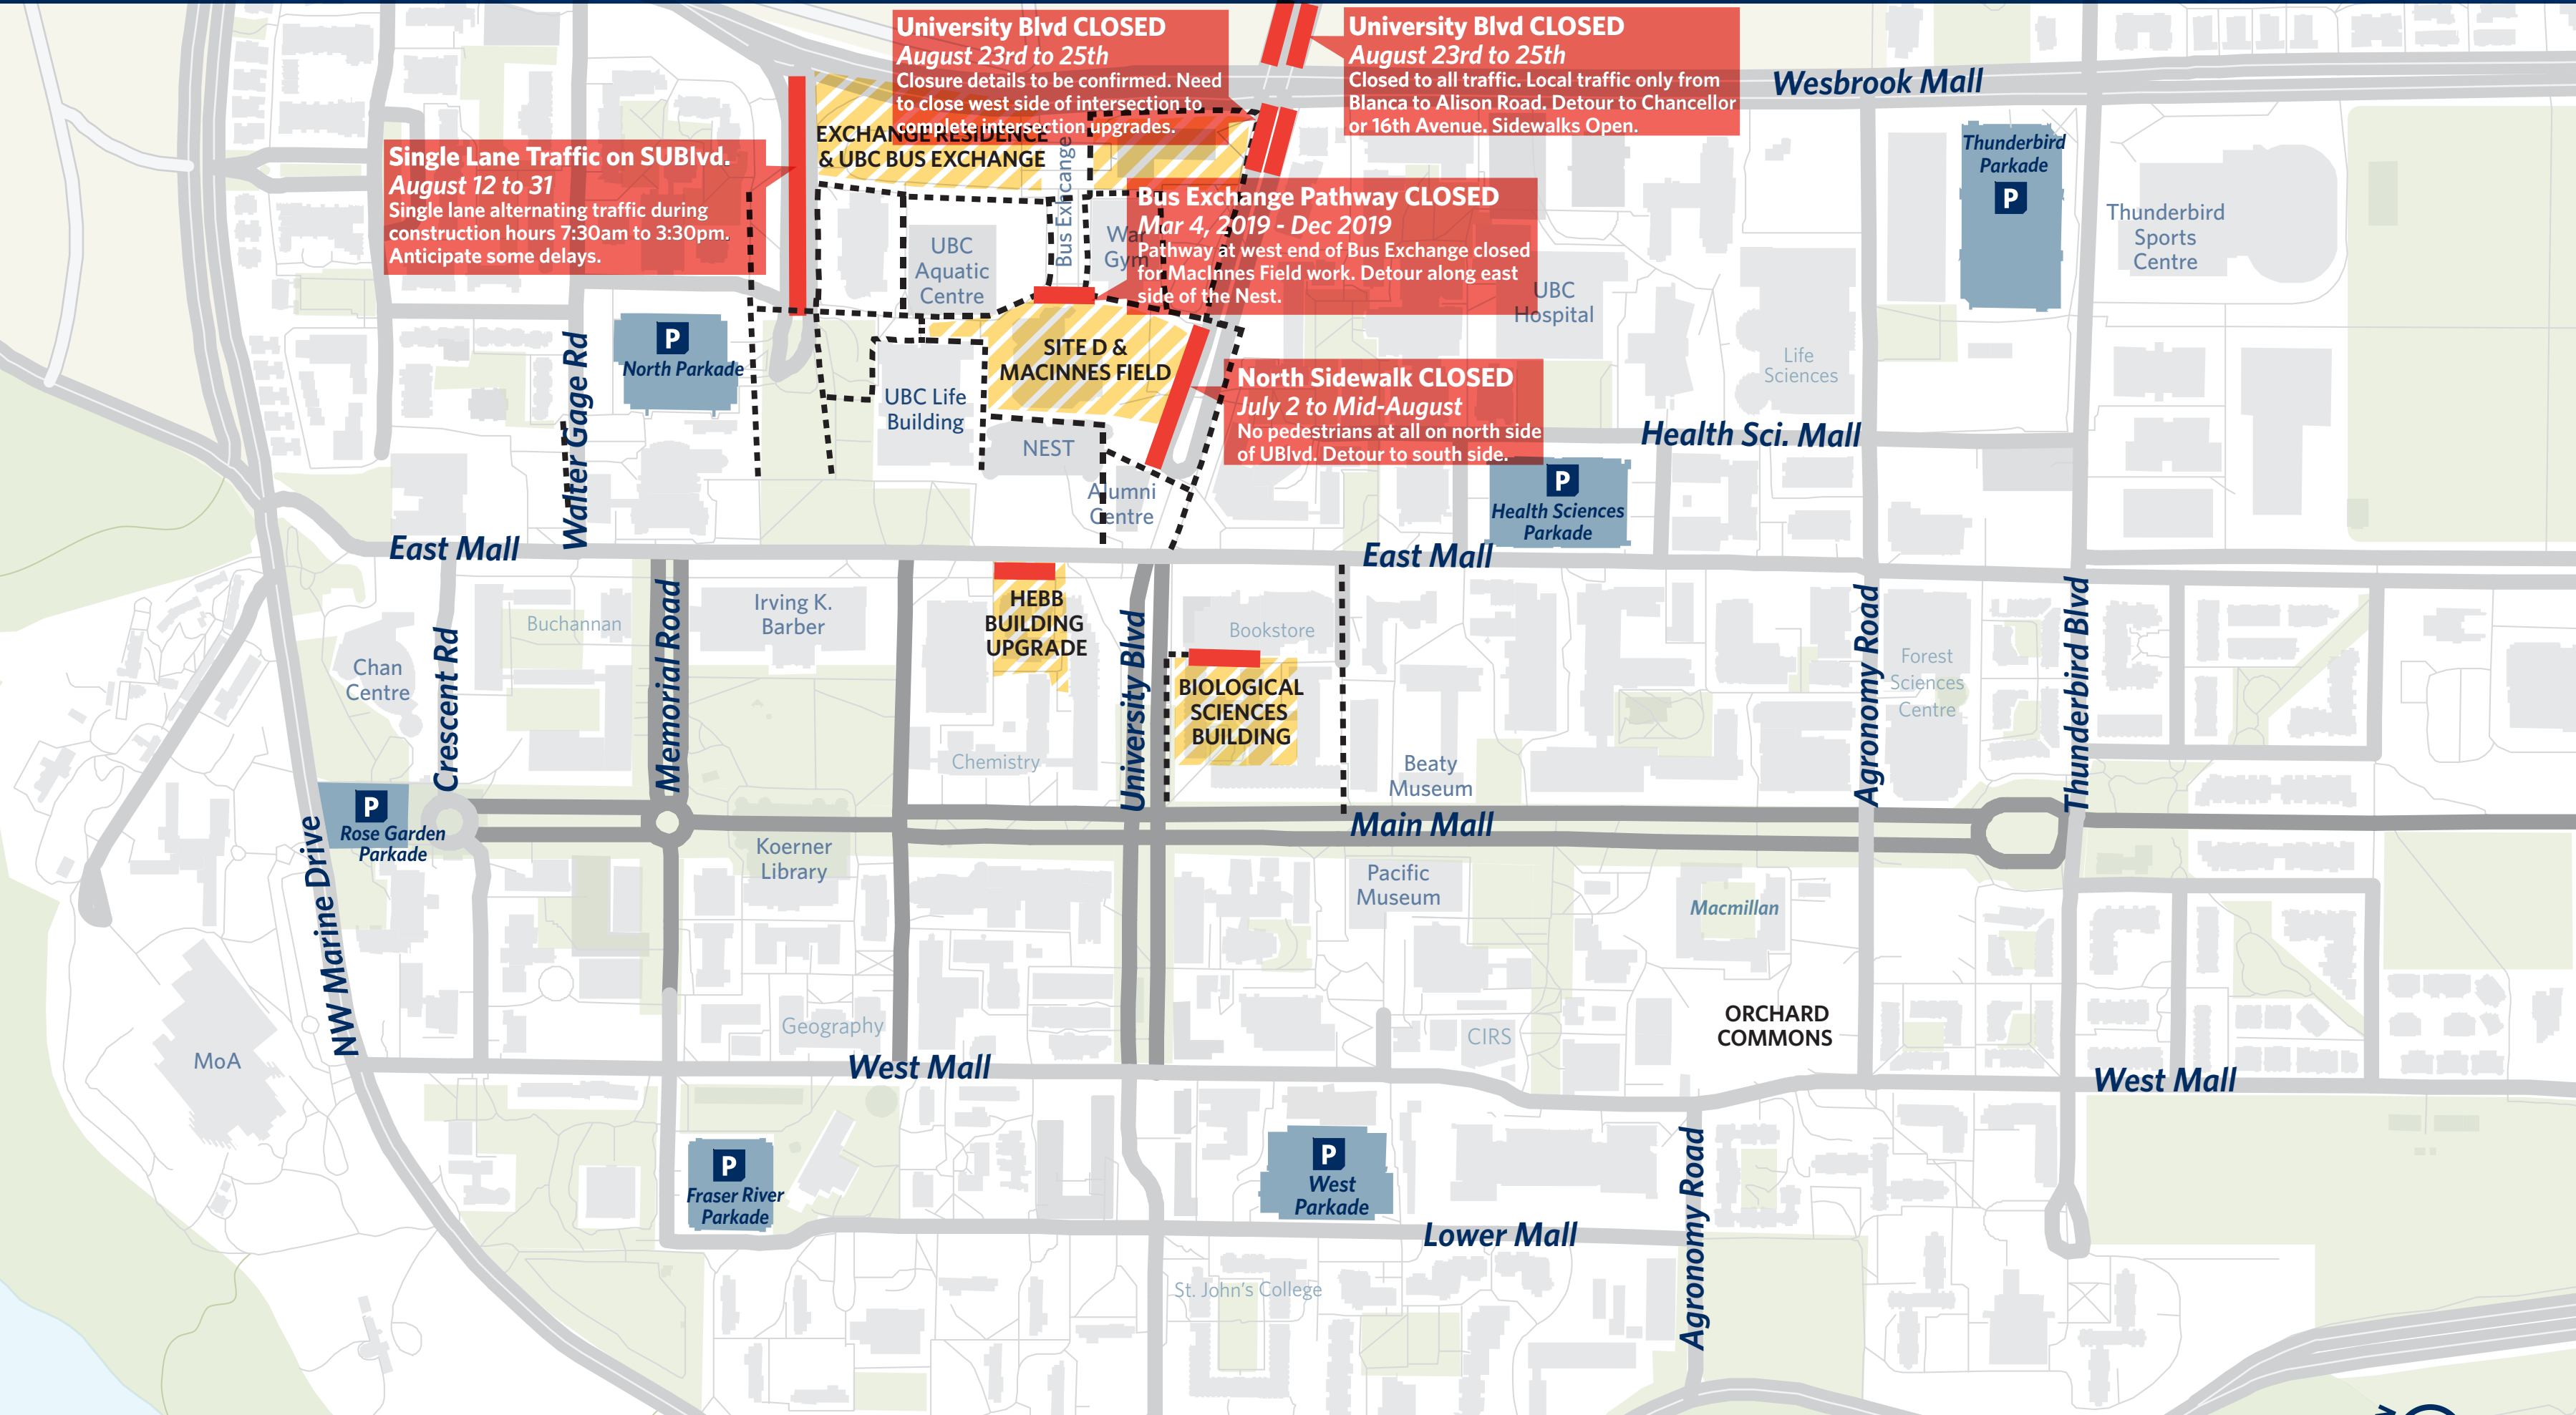 University Blvd CLOSED
August 23rd to 25th
Closure details to be confirmed. Need
to close west side of intersection to
complete intersection upgrades.
University Blvd CLOSED
August 23rd to 25th
Closed to all traffic. Local traffic only from
Blanca to Alison Road. Detour to Chancellor
or 16th Avenue. Sidewalks Open.
Wesbrook Mall
Single Lane Traffic on SUBlvd.
August 12 to 31
Single lane alternating traffic during
construction hours 7:30am to 3:30pm.
Anticipate some delays.
EXCHANGE RESIDENCE
& UBC BUS EXCHANGE
Bus Exhcange
Bus Exchange Pathway CLOSED
Mar 4, 2019 - Dec 2019
Pathway at west end of Bus Exchange closed
for MacInnes Field work. Detour along east
side of the Nest.
Thunderbird
Parkade
P
Thunderbird
Sports
Centre
UBC
Aquatic
Centre
War
Gym
UBC
Hospital
P
North Parkade
Walter Gage Rd
SITE D &
MACINNES FIELD
UBC Life
Building
NEST
Alumni
Centre
North Sidewalk CLOSED
July 2 to Mid-August
No pedestrians at all on north side
of UBlvd. Detour to south side.
Life
Sciences
Health Sci. Mall
P
Health Sciences
Parkade
East Mall
East Mall
Crescent Rd
Buchannan
Memorial Road
Irving K.
Barber
HEBB
BUILDING
UPGRADE
University Blvd
Bookstore
BIOLOGICAL
SCIENCES
BUILDING
Chan
Centre
Chemistry
Beaty
Museum
Agronomy Road
Forest
Sciences
Centre
Thunderbird Blvd
P
Rose Garden
Parkade
NW Marine Drive
Main Mall
Koerner
Library
Pacific
Museum
Macmillan
MoA
Geography
CIRS
ORCHARD
COMMONS
West Mall
West Mall
P
Fraser River
Parkade
P
West
Parkade
Lower Mall
Agronomy Road
St. John's College
N